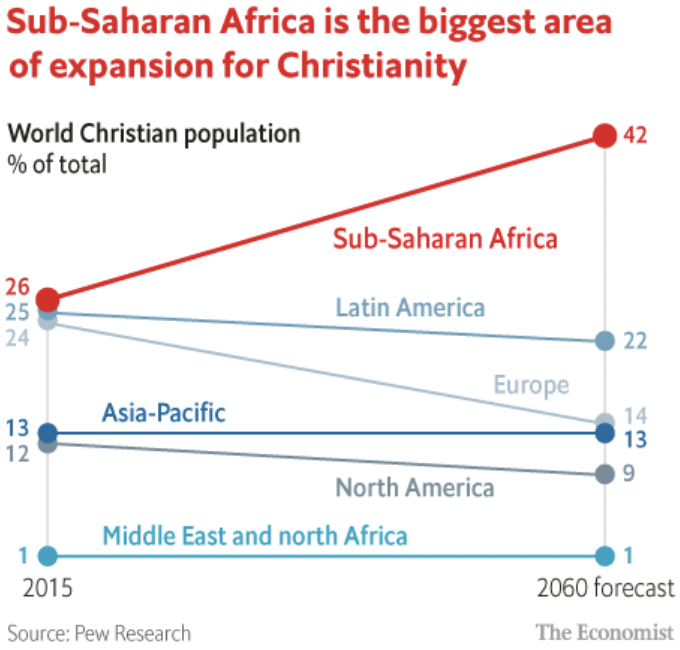 Sub-Saharan Africa is the biggest area
of expansion for Christianity
World Christian population
% of total
42
Sub-Saharan Africa
26
25
24
Latin America
22
Europe
14
Asia-Pacific
13
13
12
9
North America
Middle East and north Africa
1
1
2015
2060 forecast
Source: Pew Research
The Economist